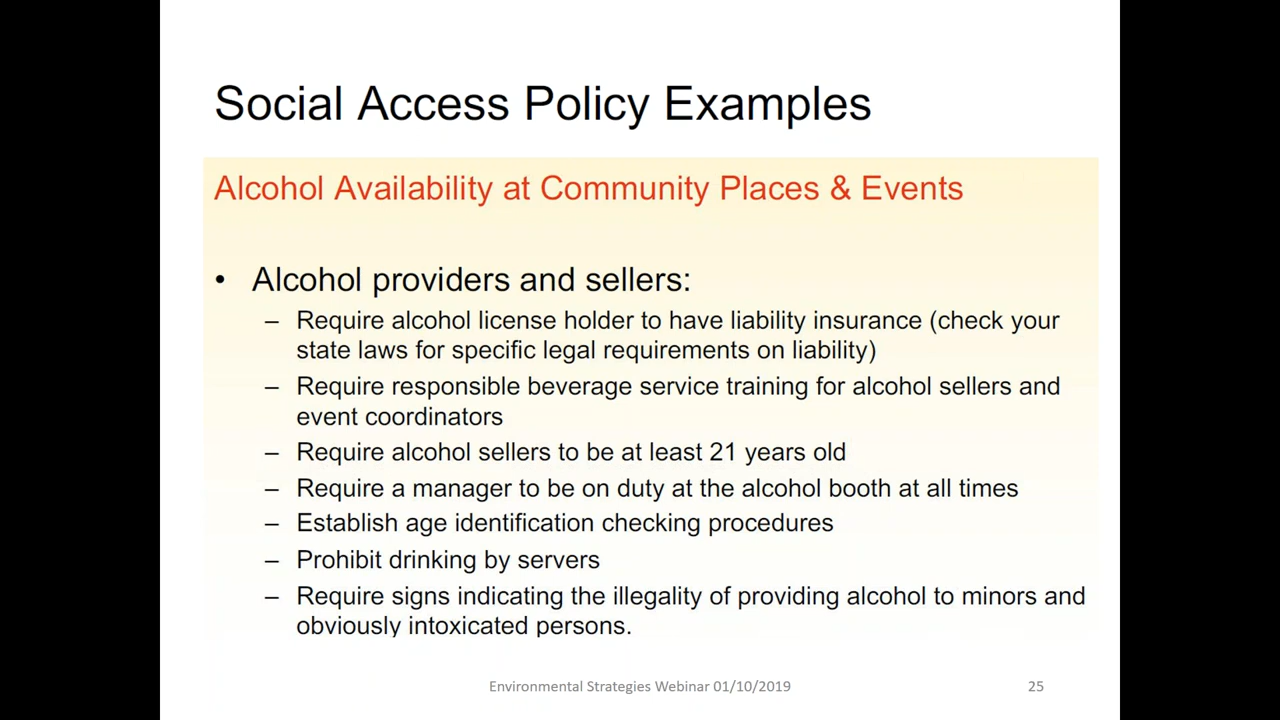 Social Access Policy Examples
Alcohol Availability at Community Places & Events
• Alcohol providers and sellers:
– Require alcohol license holder to have liability insurance (check your
state laws for specific legal requirements on liability)
– Require responsible beverage service training for alcohol sellers and
event coordinators
– Require alcohol sellers to be at least 21 years old
– Require a manager to be on duty at the alcohol booth at all times
– Establish age identification checking procedures
– Prohibit drinking by servers
– Require signs indicating the illegality of providing alcohol to minors and
obviously intoxicated persons.
Environmental Strategies Webinar 01/10/2019
25